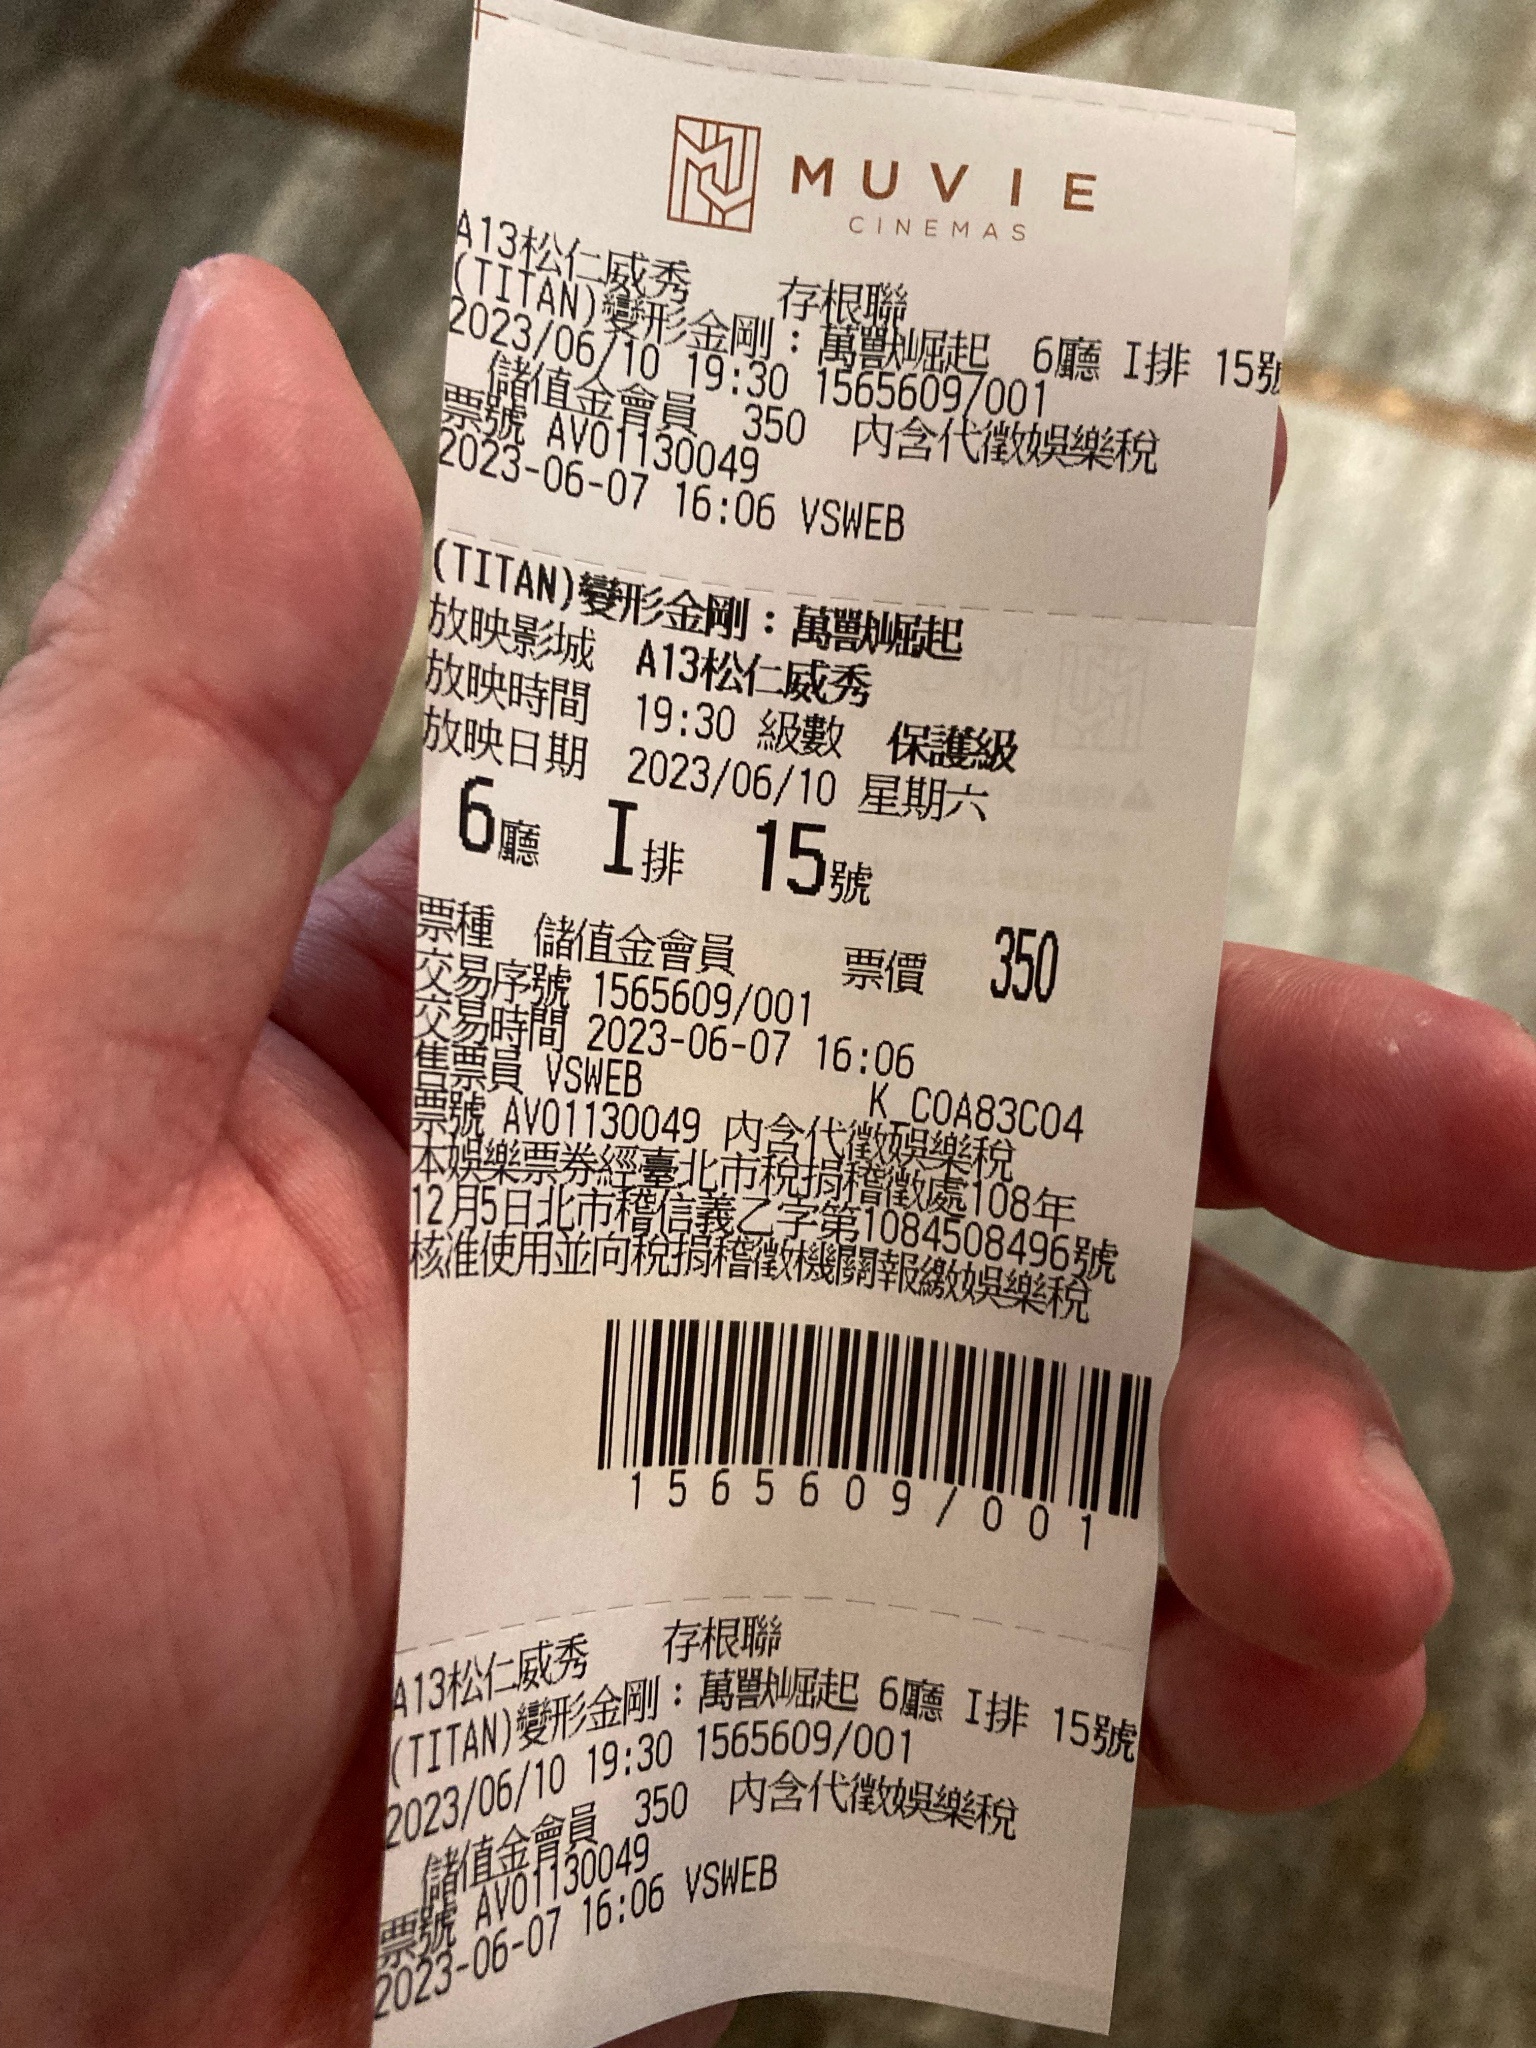 MUVIE
CINEMAS
A13松仁威秀 存根聯
(TITAN)變形金剛：萬獸崛起 6廳 I排 15號
2023/06/10 19:30 1565609/001
儲值金會員 350 內含代徵娛樂稅
票號 AV01130049
2023-06-07 16:06 VSWEB
(TITAN)變形金剛：萬獸崛起
放映影城 A13松仁威秀
放映時間 19:30 級數 保護級
放映日期 2023/06/10 星期六
6廳 I排 15號
票種 儲值金會員 票價 350
交易序號 1565609/001
交易時間 2023-06-07 16:06
售票員 VSWEB K_C0A83C04
票號 AV01130049 內含代徵娛樂稅
本娛樂票券經臺北市稅捐稽徵處108年
12月5日北市稽信義乙字第1084508496號
核准使用並向稅捐稽徵機關報繳娛樂稅
1565609/001
A13松仁威秀 存根聯
(TITAN)變形金剛：萬獸崛起 6廳 I排 15號
2023/06/10 19:30 1565609/001
儲值金會員 350 內含代徵娛樂稅
票號 AV01130049
2023-06-07 16:06 VSWEB